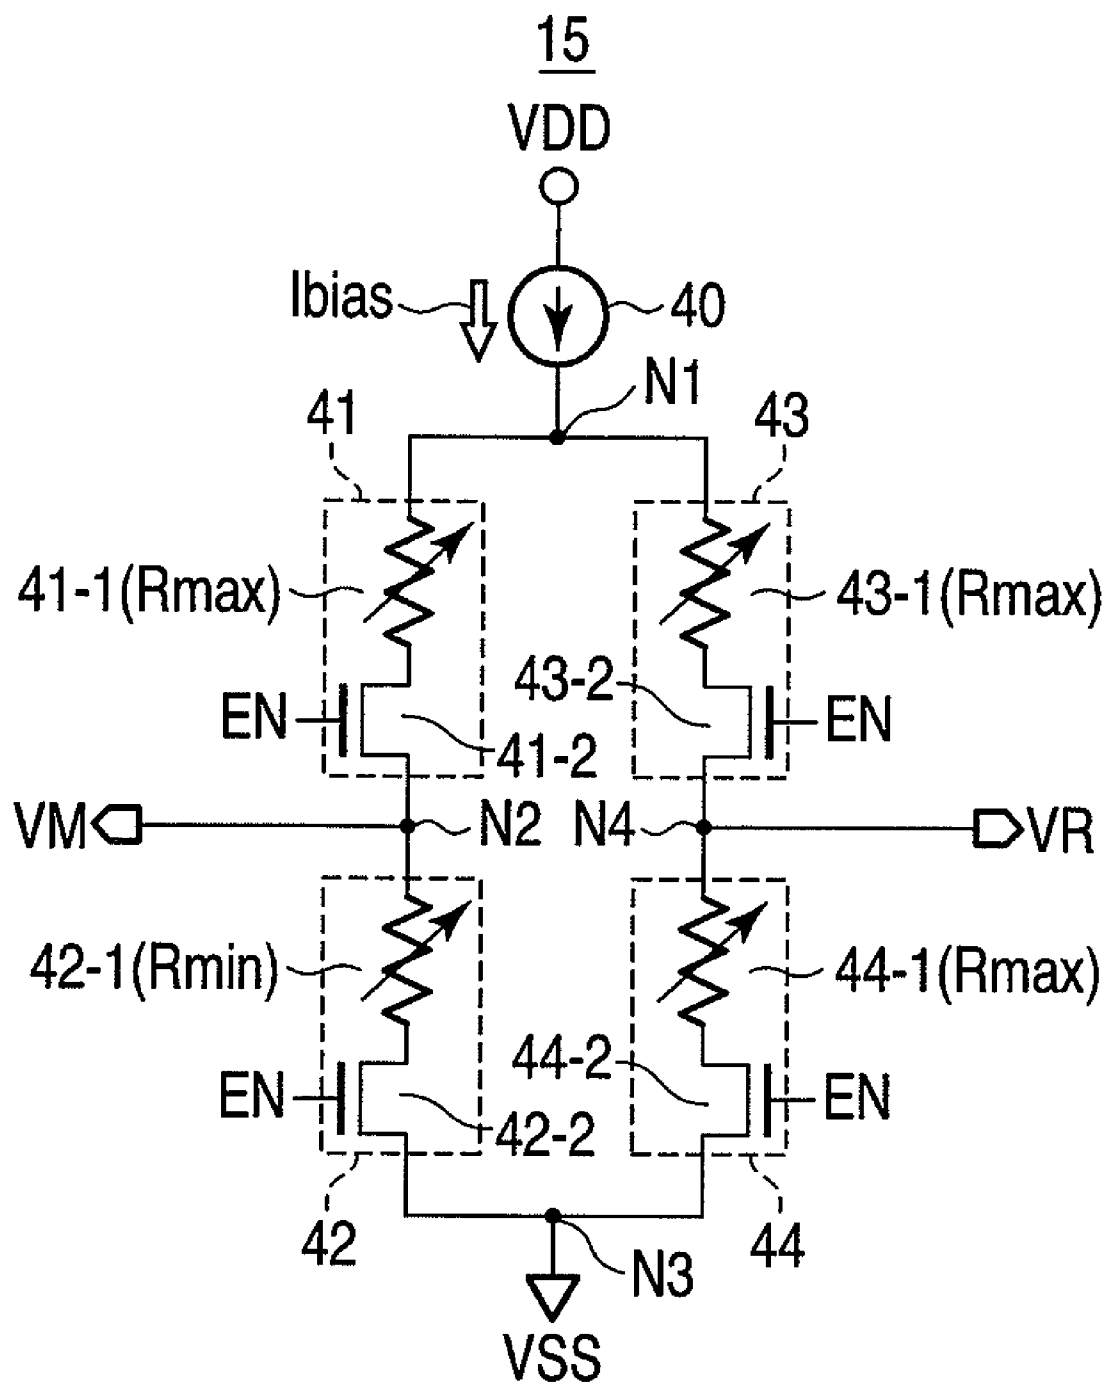 15
VDD
Ibias
40
N1
41
43
41-1(Rmax)
43-1(Rmax)
43-2
EN
41-2
EN
VM
N2
N4
VR
42-1(Rmin)
44-1(Rmax)
44-2
EN
42-2
EN
42
44
N3
VSS